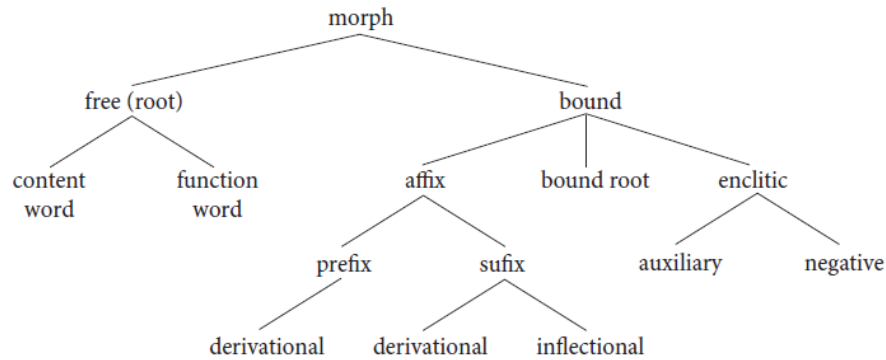 morph
free (root) bound
content function affix bound root enclitic
word word
prefix sufix auxiliary negative
derivational derivational inflectional